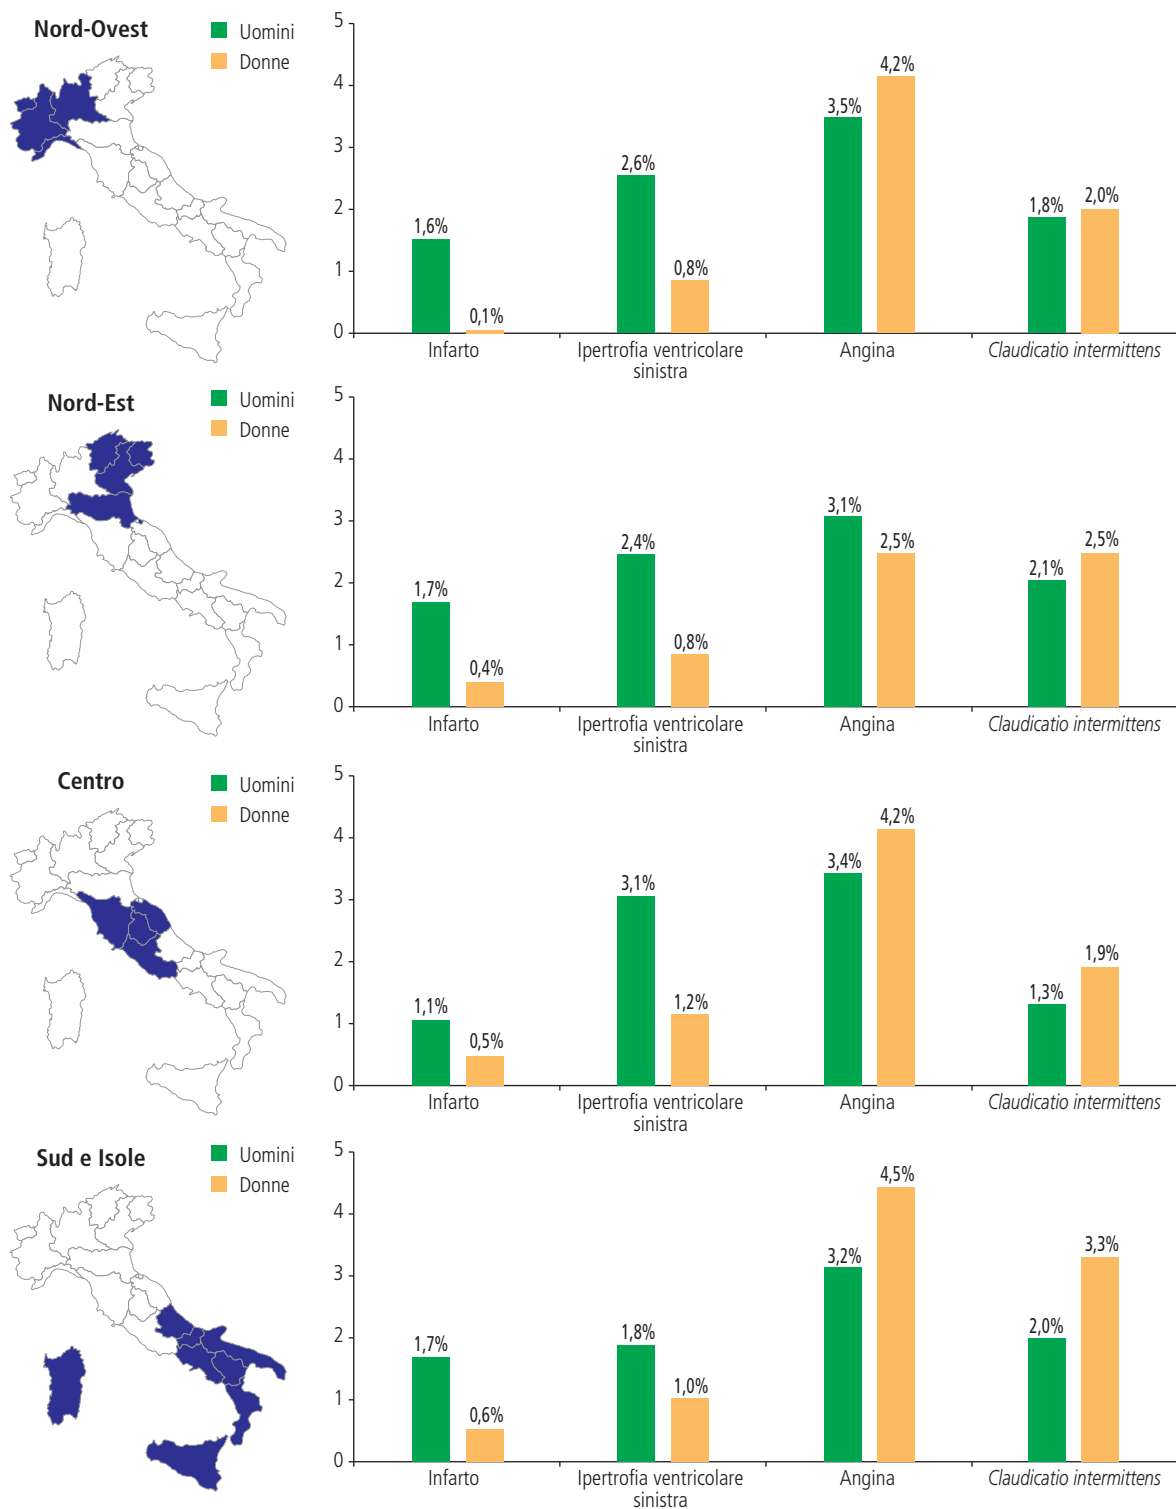 Nord-Ovest
Uomini
Donne
5
4
3
2
1
0
1,6%
0,1%
2,6%
0,8%
3,5%
4,2%
1,8%
2,0%
Infarto
Ipertrofia ventricolare
sinistra
Angina
Claudicatio intermittens
Nord-Est
Uomini
Donne
5
4
3
2
1
0
1,7%
0,4%
2,4%
0,8%
3,1%
2,5%
2,1%
2,5%
Infarto
Ipertrofia ventricolare
sinistra
Angina
Claudicatio intermittens
Centro
Uomini
Donne
5
4
3
2
1
0
1,1%
0,5%
3,1%
1,2%
3,4%
4,2%
1,3%
1,9%
Infarto
Ipertrofia ventricolare
sinistra
Angina
Claudicatio intermittens
Sud e Isole
Uomini
Donne
5
4
3
2
1
0
1,7%
0,6%
1,8%
1,0%
3,2%
4,5%
2,0%
3,3%
Infarto
Ipertrofia ventricolare
sinistra
Angina
Claudicatio intermittens